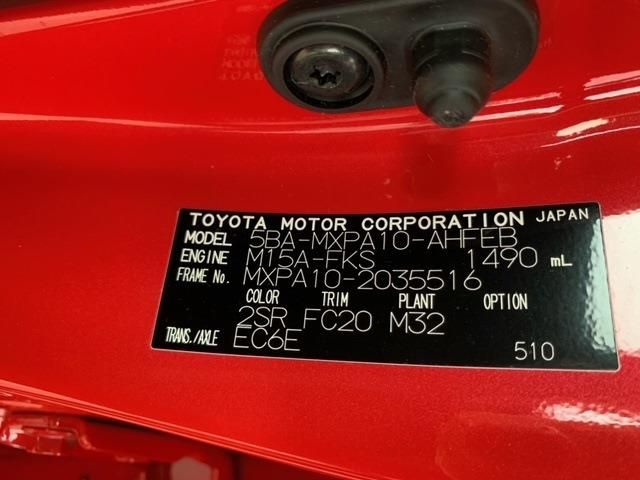 TOYOTA MOTOR CORPORATION JAPAN
MODEL 5BA-MXPA10-AHFEB
ENGINE M15A-FKS 1490 mL
FRAME No. MXPA10-2035516
COLOR TRIM PLANT OPTION
2SR FC20 M32
TRANS./AXLE EC6E 510